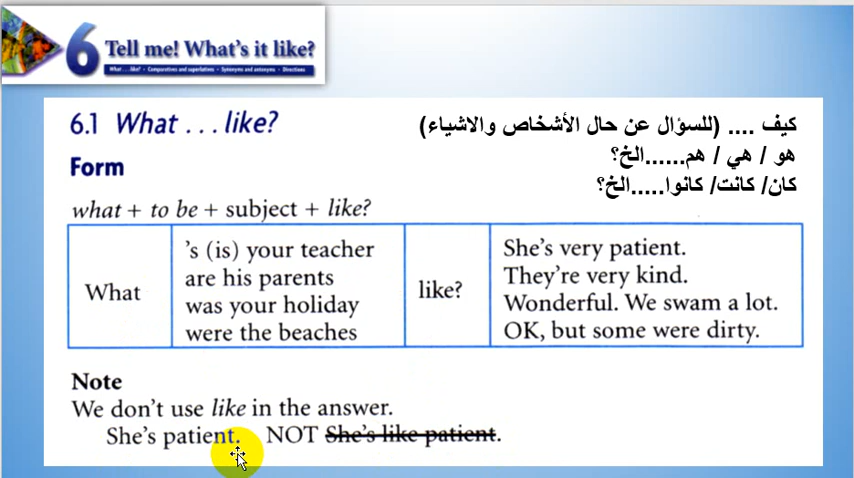 6 Tell me! What's it like?
What ... like? • Comparatives and superlatives • Synonyms and antonyms • Directions
6.1 What . . . like?
كيف .... (للسؤال عن حال الأشخاص والاشياء)
هو / هي / هم......الخ؟
كان/ كانت/ كانوا.....الخ؟
Form
what + to be + subject + like?
's (is) your teacher She's very patient.
are his parents They're very kind.
What like?
was your holiday Wonderful. We swam a lot.
were the beaches OK, but some were dirty.
Note
We don't use like in the answer.
She's patient. NOT She's like patient.